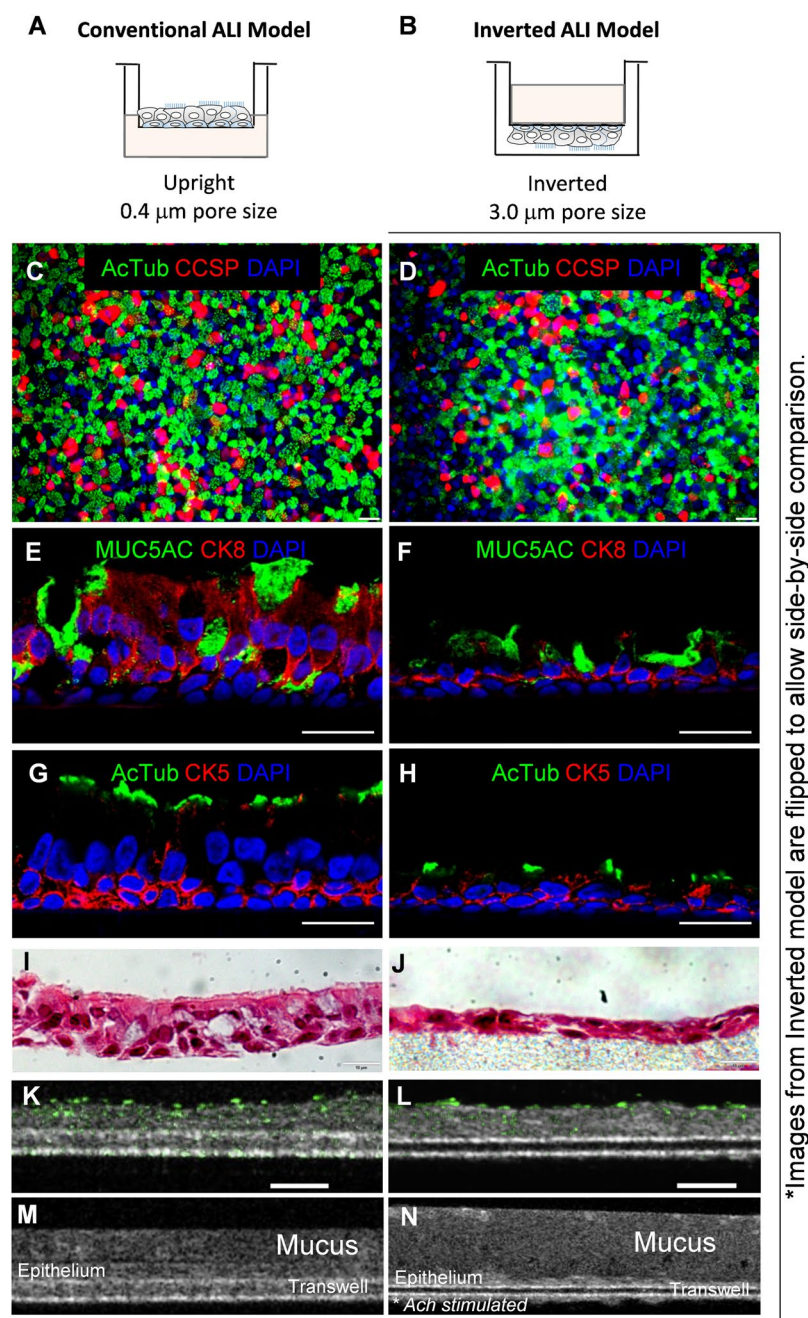 A Conventional ALI Model
B Inverted ALI Model
Upright
0.4 μm pore size
Inverted
3.0 μm pore size
C AcTub CCSP DAPI
D AcTub CCSP DAPI
E MUC5AC CK8 DAPI
F MUC5AC CK8 DAPI
G AcTub CK5 DAPI
H AcTub CK5 DAPI
I
J
K
L
M Mucus
Epithelium
Transwell
N Mucus
Epithelium
Transwell
* Ach stimulated
*Images from Inverted model are flipped to allow side-by-side comparison.